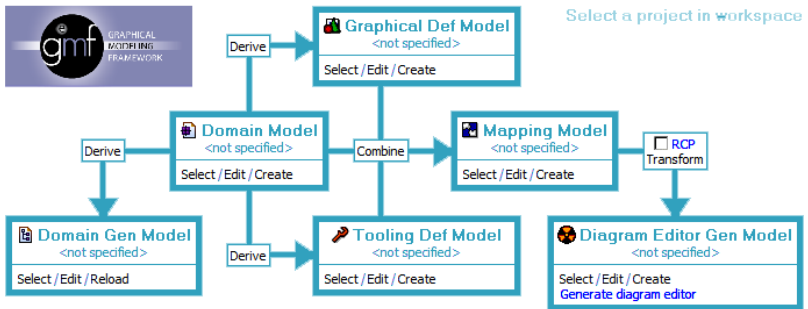 gmf
GRAPHICAL
MODELING
FRAMEWORK
Select a project in workspace
Derive
Graphical Def Model
<not specified>
Select/Edit/Create
Derive
Domain Model
<not specified>
Select/Edit/Create
Combine
Mapping Model
<not specified>
Select/Edit/Create
RCP
Transform
Domain Gen Model
<not specified>
Select/Edit/Reload
Derive
Tooling Def Model
<not specified>
Select/Edit/Create
Diagram Editor Gen Model
<not specified>
Select/Edit/Create
Generate diagram editor